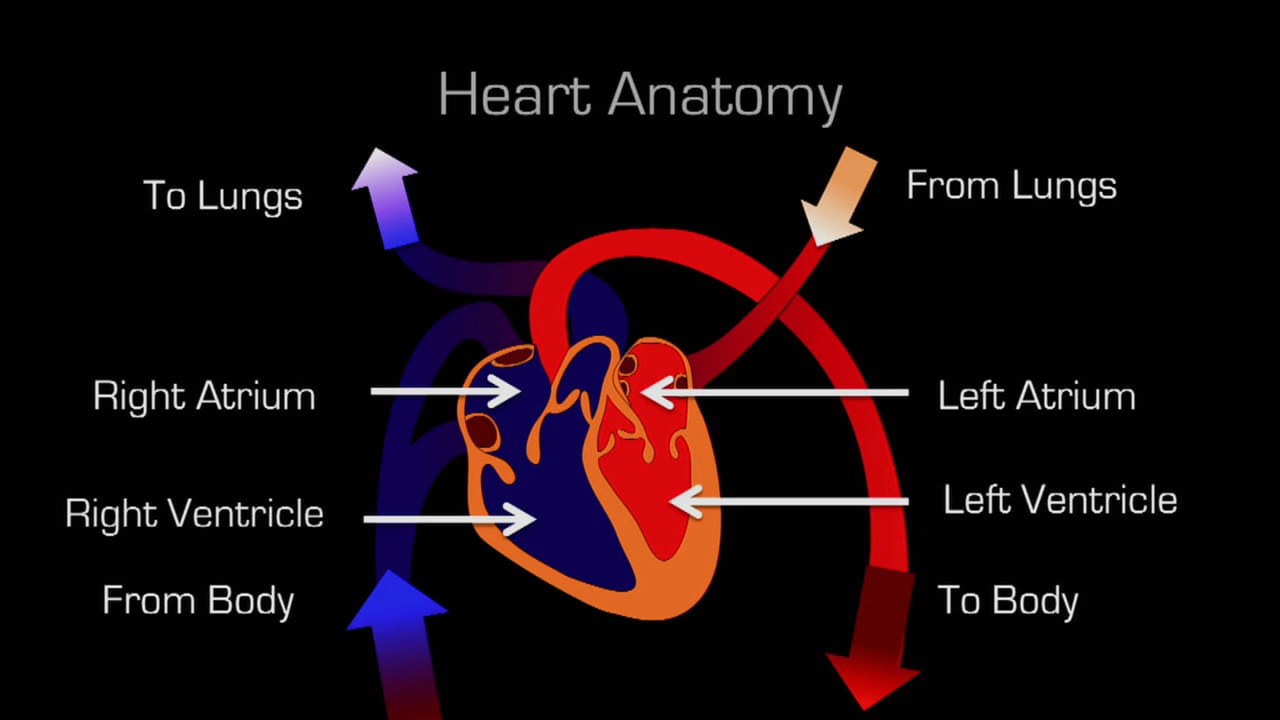 Heart Anatomy
To Lungs
From Lungs
Right Atrium
Left Atrium
Right Ventricle
Left Ventricle
From Body
To Body